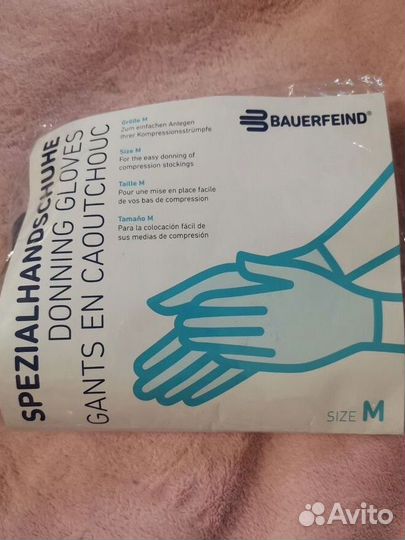 SPEZIALHANDSCHUHE
DONNING GLOVES
GANTS EN CAOUTCHOUC
Größe M
Zum einfachen Anlegen
Ihrer Kompressionsstrümpfe
Size M
For the easy donning of
compression stockings
Taille M
Pour une mise en place facile
de vos bas de compression
Tamaño M
Para la colocación fácil de
sus medias de compresión
BAUERFEIND®
SIZE M
Avito